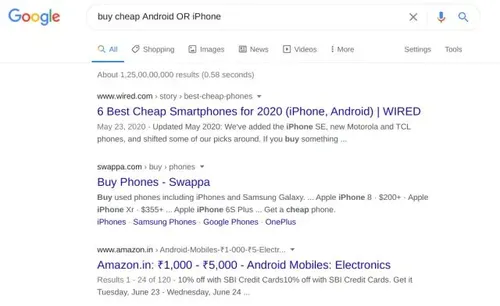 Google
buy cheap Android OR iPhone
All Shopping Images News Videos More Settings Tools
About 1,25,00,00,000 results (0.58 seconds)
www.wired.com › story › best-cheap-phones
6 Best Cheap Smartphones for 2020 (iPhone, Android) | WIRED
May 23, 2020 - Updated May 2020: We've added the iPhone SE, new Motorola and TCL
phones, and shifted some of our picks around. If you buy something ...
swappa.com › buy › phones
Buy Phones - Swappa
Buy used phones including iPhones and Samsung Galaxy. ... Apple iPhone 8 · $200+ · Apple
iPhone Xr · $355+ ... Apple iPhone 6S Plus ... Get a cheap phone.
iPhones · Samsung Phones · Google Phones · OnePlus
www.amazon.in › Android-Mobiles-₹1-000-₹5-Electr...
Amazon.in: ₹1,000 - ₹5,000 - Android Mobiles: Electronics
Results 1 - 24 of 120 - 10% off with SBI Credit Cards10% off with SBI Credit Cards. Get it
Tuesday, June 23 - Wednesday, June 24 ...